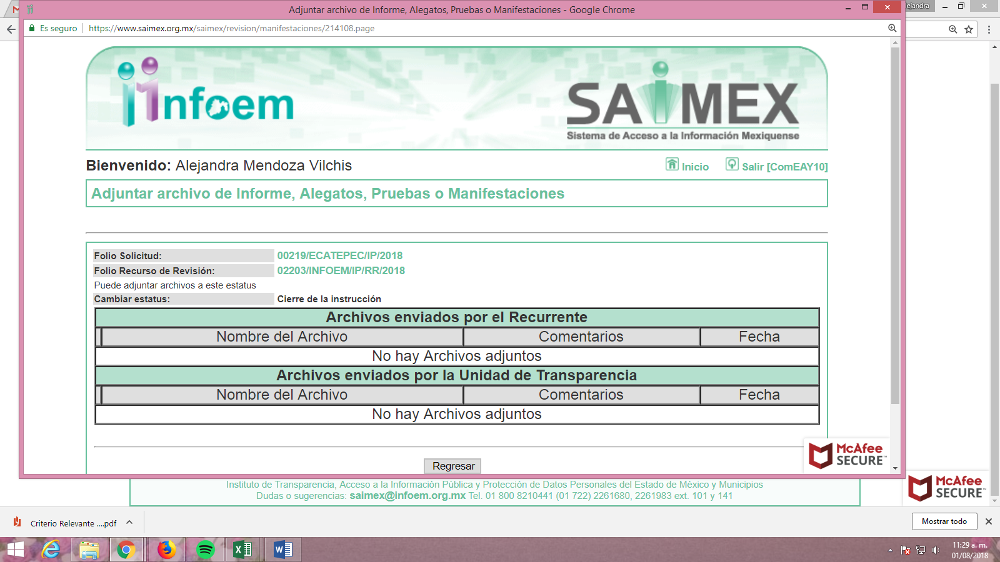 Adjuntar archivo de Informe, Alegatos, Pruebas o Manifestaciones - Google Chrome
Es seguro https://www.saimex.org.mx/saimex/revision/manifestaciones/214108.page
infoem
SAIMEX
Sistema de Acceso a la Información Mexiquense
Bienvenido: Alejandra Mendoza Vilchis
Inicio Salir [ComEAY10]
Adjuntar archivo de Informe, Alegatos, Pruebas o Manifestaciones
Folio Solicitud: 00219/ECATEPEC/IP/2018
Folio Recurso de Revisión: 02203/INFOEM/IP/RR/2018
Puede adjuntar archivos a este estatus
Cambiar estatus: Cierre de la instrucción
Archivos enviados por el Recurrente
Nombre del Archivo Comentarios Fecha
No hay Archivos adjuntos
Archivos enviados por la Unidad de Transparencia
Nombre del Archivo Comentarios Fecha
No hay Archivos adjuntos
McAfee
SECURE™
Regresar
Instituto de Transparencia, Acceso a la Información Pública y Protección de Datos Personales del Estado de México y Municipios
Dudas o sugerencias: saimex@infoem.org.mx Tel. 01 800 8210441 (01 722) 2261680, 2261983 ext. 101 y 141
McAfee
SECURE™
Criterio Relevante ....pdf
Mostrar todo
11:29 a. m.
01/08/2018